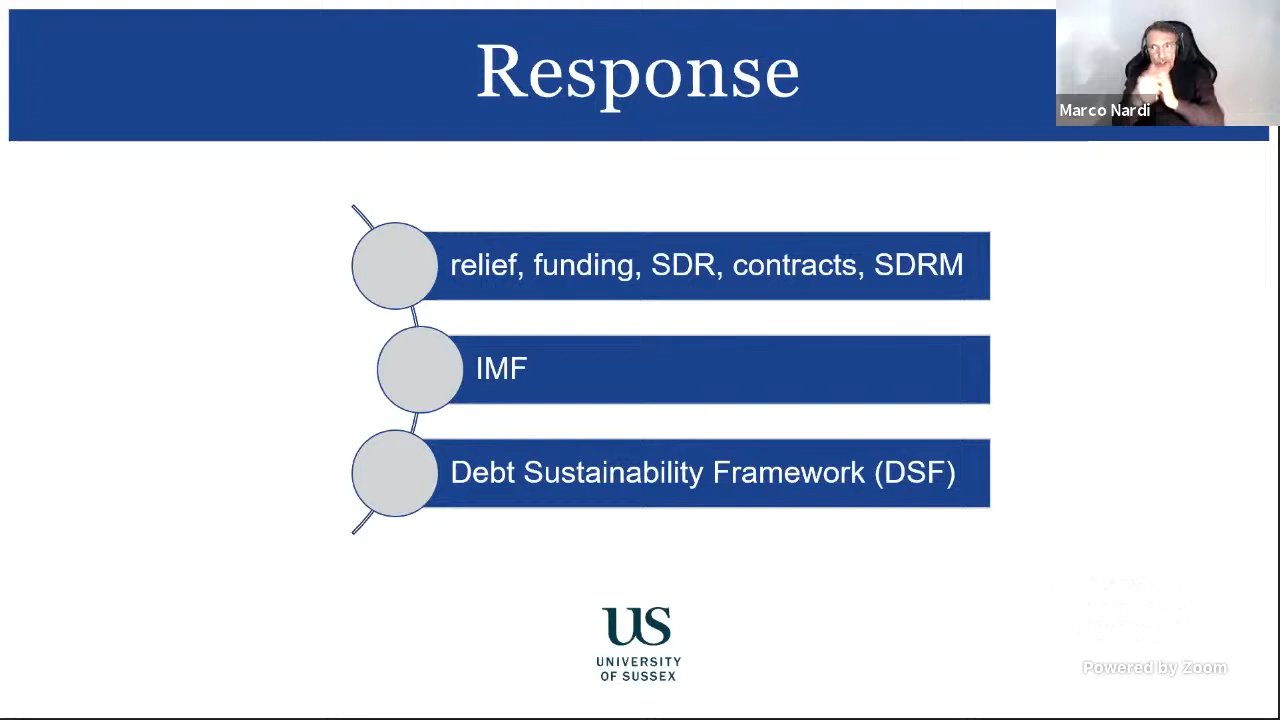 Response
Marco Nardi
relief, funding, SDR, contracts, SDRM
IMF
Debt Sustainability Framework (DSF)
US
UNIVERSITY
OF SUSSEX
Powered by Zoom